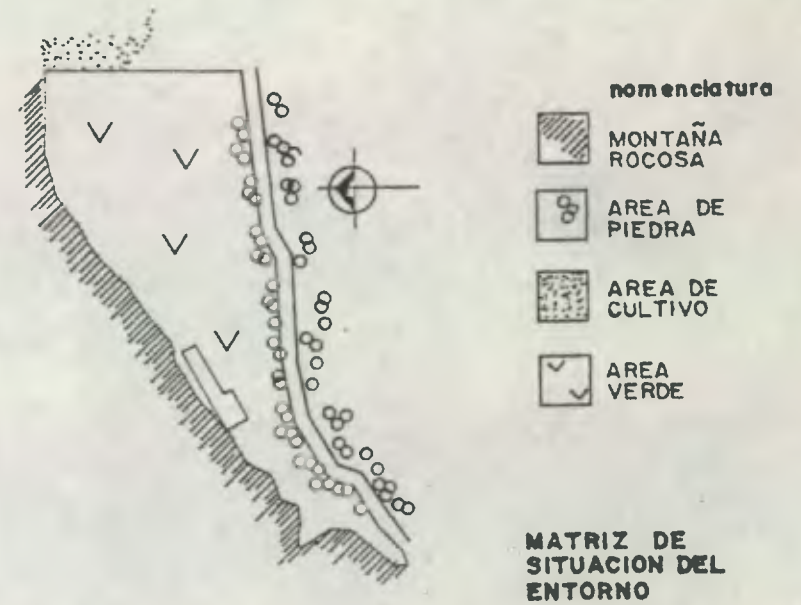 nomenclatura
MONTAÑA
ROCOSA
AREA DE
PIEDRA
AREA DE
CULTIVO
AREA
VERDE
MATRIZ DE
SITUACION DEL
ENTORNO